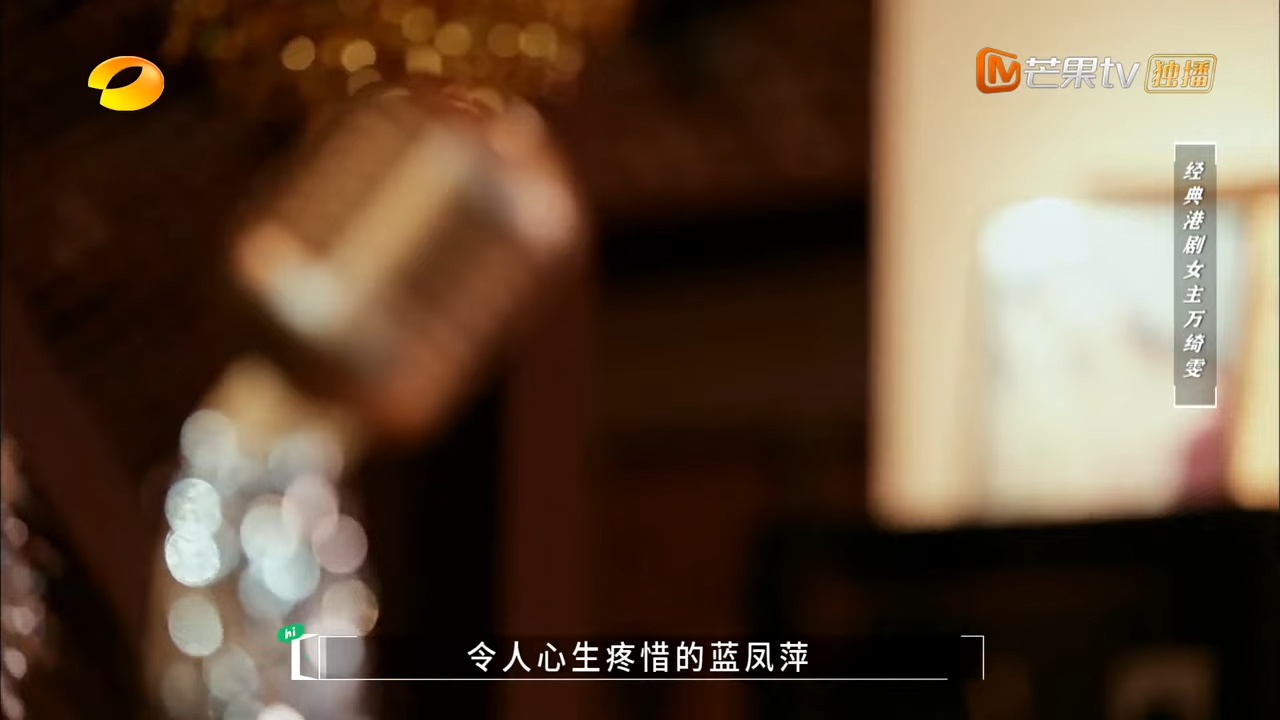 芒果tv 独播
经典港剧女主万绮雯
hi
令人心生疼惜的蓝凤萍